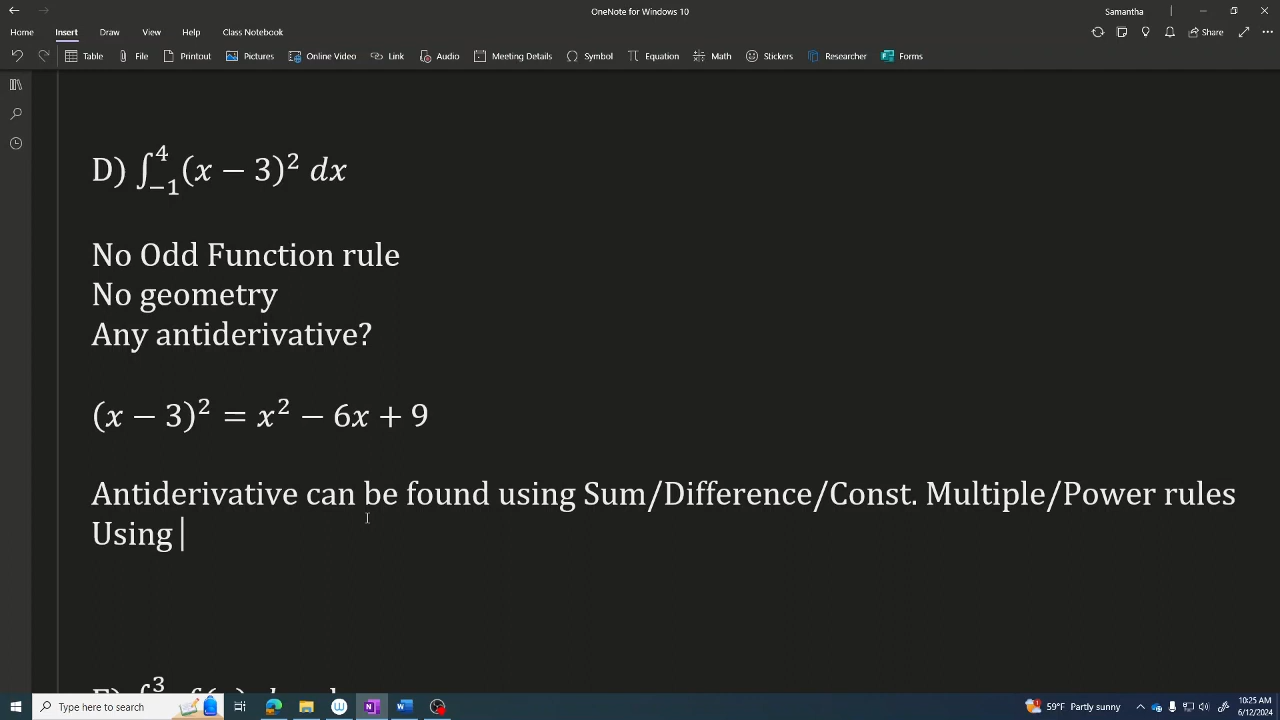 OneNote for Windows 10
Samantha
Home Insert Draw View Help Class Notebook
Share
Table File Printout Pictures Online Video Link Audio Meeting Details Symbol Equation Math Stickers Researcher Forms
D) ∫₋₁⁴(x − 3)² dx
No Odd Function rule
No geometry
Any antiderivative?
(x − 3)² = x² − 6x + 9
Antiderivative can be found using Sum/Difference/Const. Multiple/Power rules
Using
Type here to search
59°F Partly sunny
10:25 AM
6/12/2024